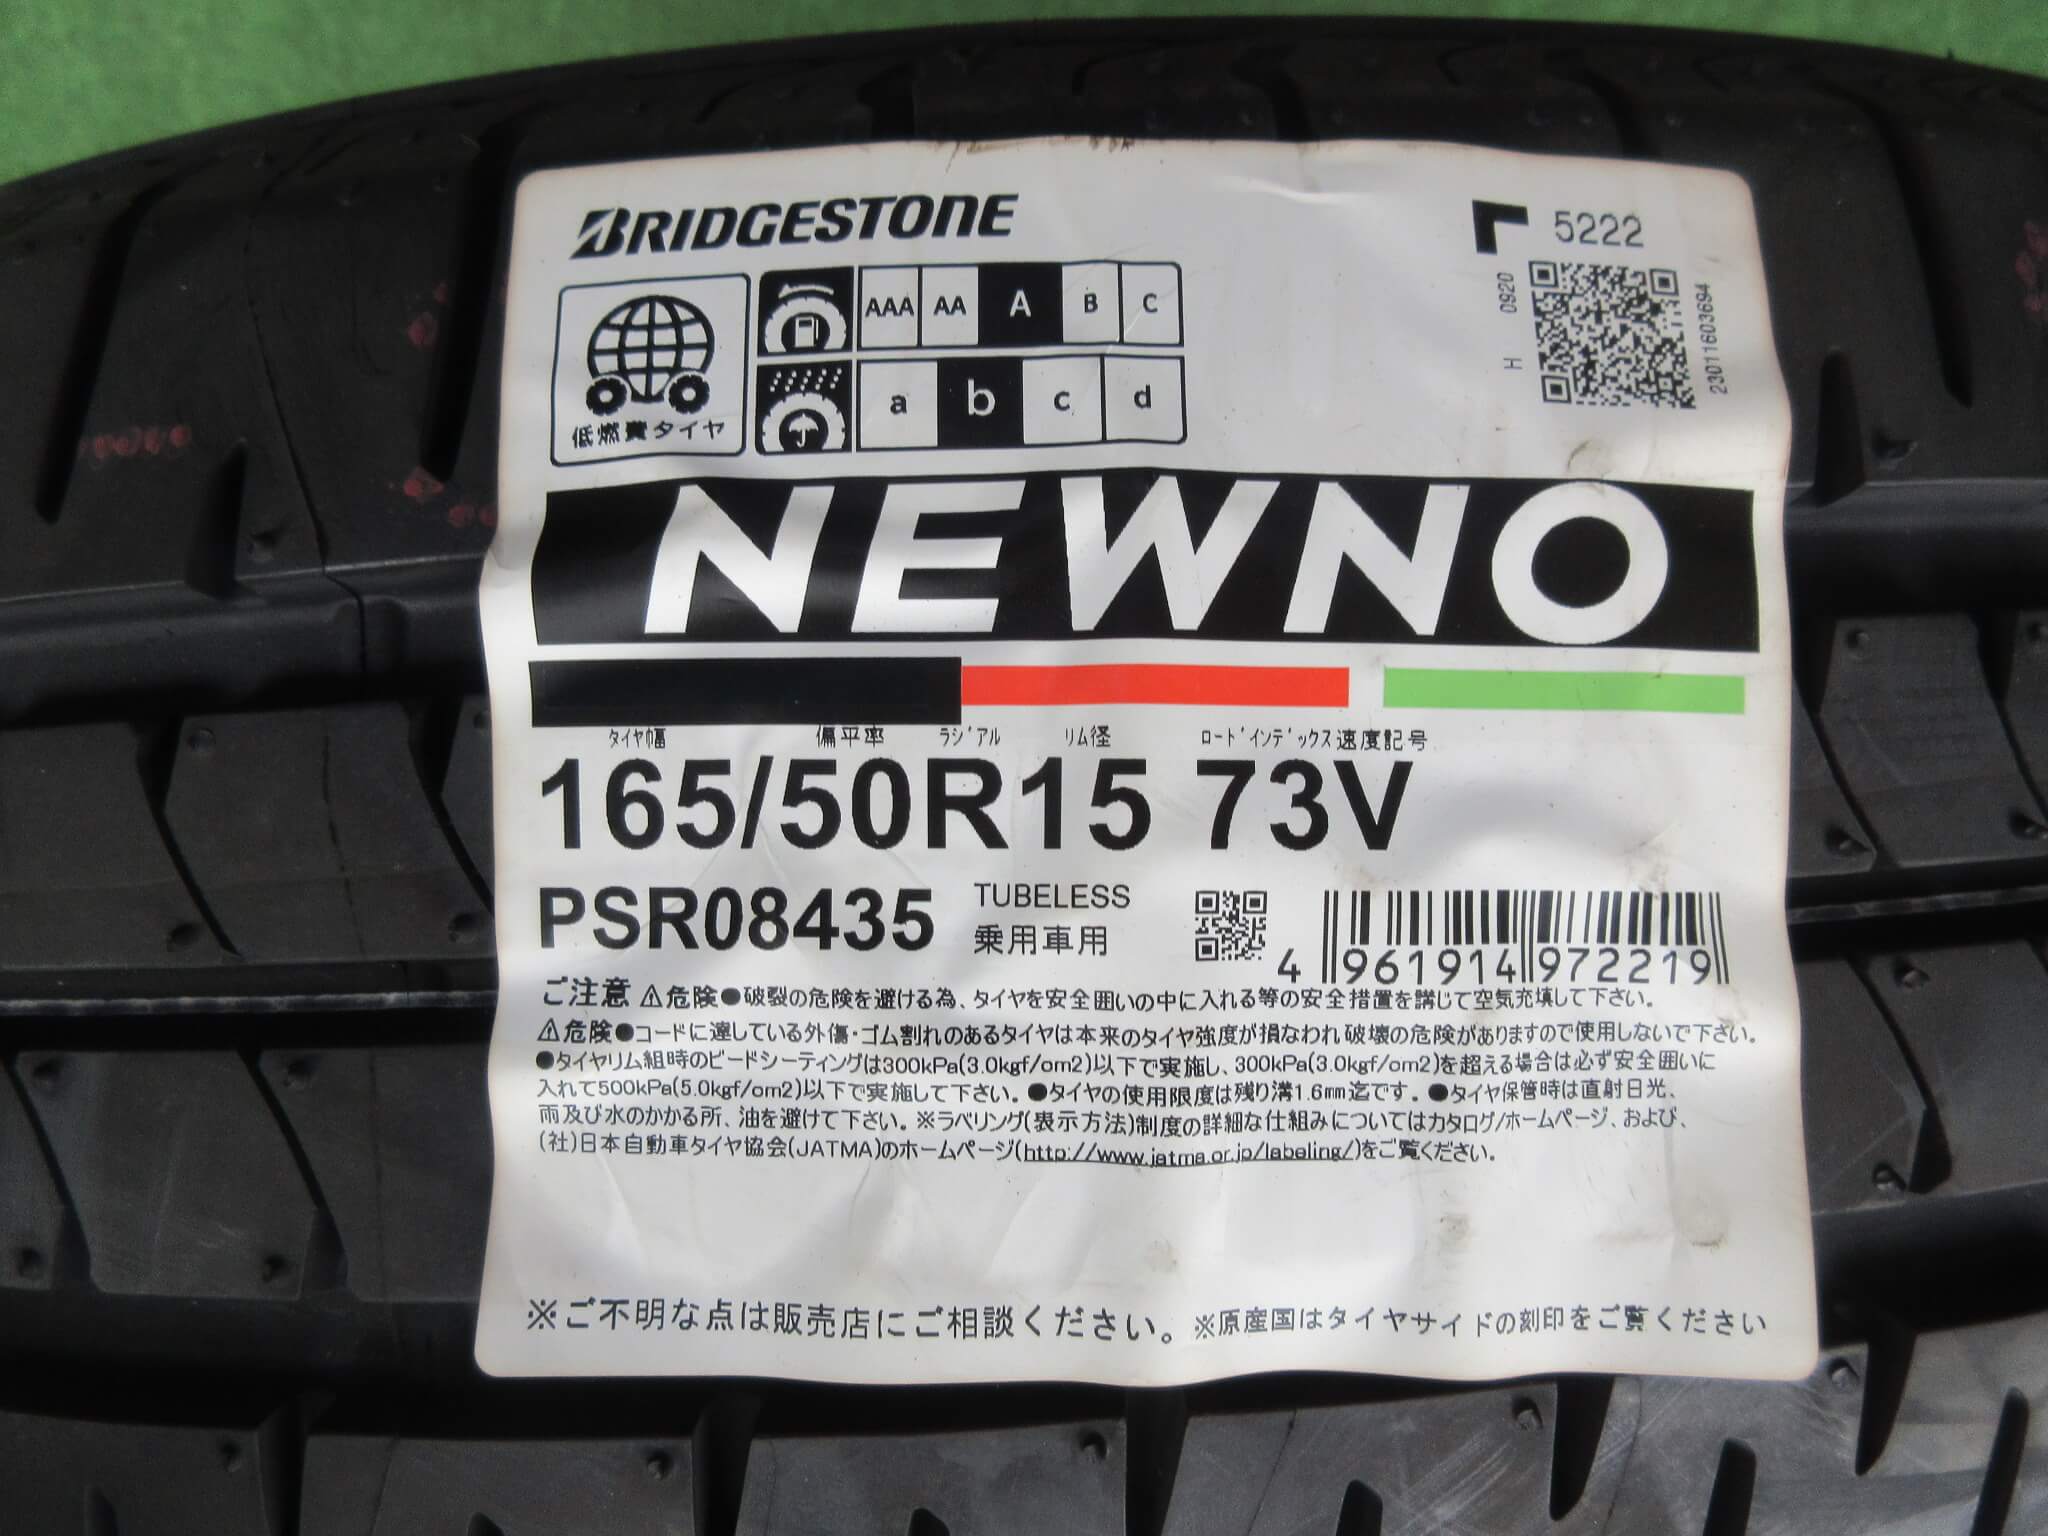 BRIDGESTONE
5222
H 0920
23011603694
AAA AA A B C
a b c d
低燃費タイヤ
NEWNO
タイヤ巾幅 偏平率 ラジアル リム径 ロードインデックス 速度記号
165/50R15 73V
PSR08435 TUBELESS
乗用車用
4 961914 972219
ご注意 ⚠危険●破裂の危険を避ける為、タイヤを安全囲いの中に入れる等の安全措置を講じて空気充填して下さい。
⚠危険●コードに達している外傷・ゴム割れのあるタイヤは本来のタイヤ強度が損なわれ破壊の危険がありますので使用しないで下さい。
●タイヤリム組時のビードシーティングは300kPa(3.0kgf/cm2)以下で実施し、300kPa(3.0kgf/cm2)を超える場合は必ず安全囲いに
入れて500kPa(5.0kgf/cm2)以下で実施して下さい。●タイヤの使用限度は残り溝1.6mm迄です。●タイヤ保管時は直射日光、
雨及び水のかかる所、油を避けて下さい。※ラベリング(表示方法)制度の詳細な仕組みについてはカタログ/ホームページ、および、
(社)日本自動車タイヤ協会(JATMA)のホームページ(http://www.jatma.or.jp/labeling/)をご覧ください。
※ご不明な点は販売店にご相談ください。※原産国はタイヤサイドの刻印をご覧ください